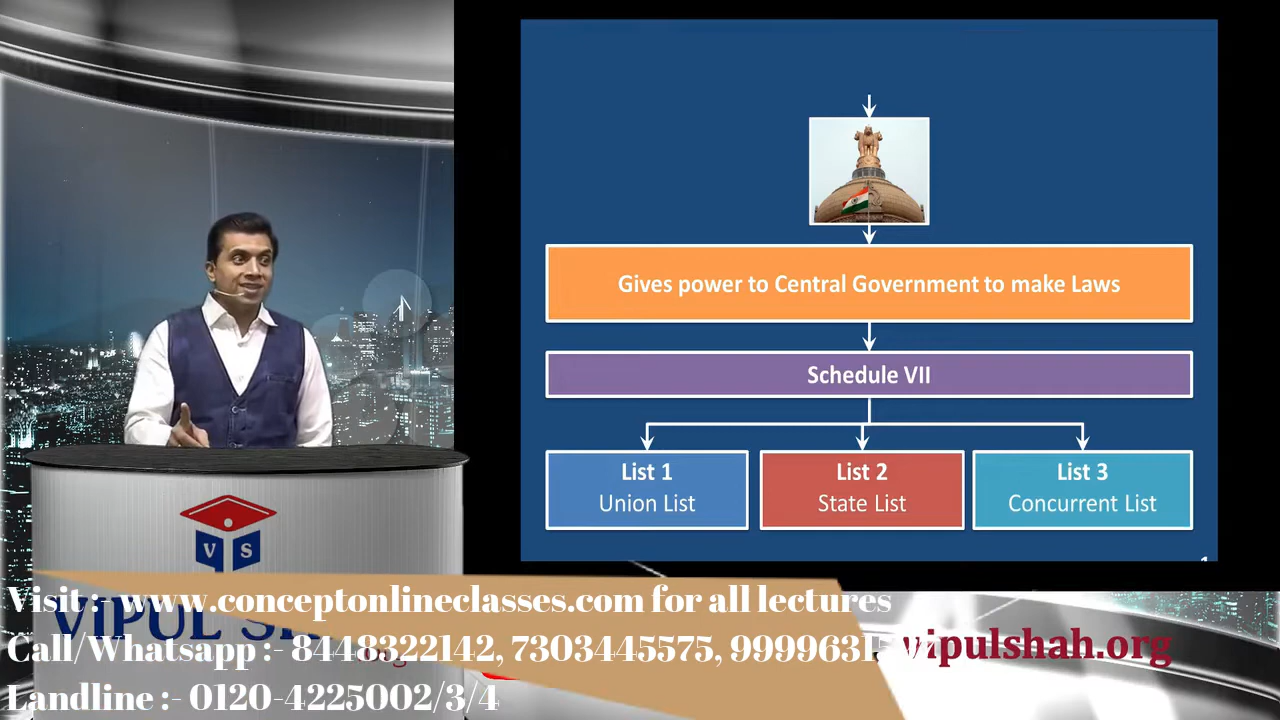 Gives power to Central Government to make Laws
Schedule VII
List 1
Union List
List 2
State List
List 3
Concurrent List
V S
VIPUL
Visit :- www.conceptonlineclasses.com for all lectures
Call/Whatsapp :- 8448322142, 7303445575,
vipulshah.org
Landline :- 0120-4225002/3/4